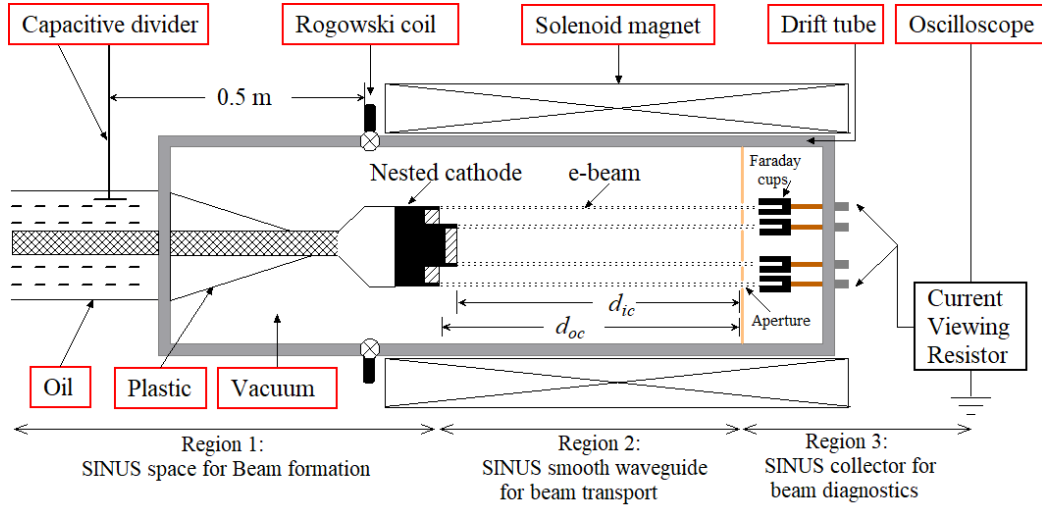 Capacitive divider
Rogowski coil
Solenoid magnet
Drift tube
Oscilloscope
0.5 m
Nested cathode
e-beam
Faraday
cups
d_ic
d_oc
Aperture
Current
Viewing
Resistor
Oil
Plastic
Vacuum
Region 1:
SINUS space for Beam formation
Region 2:
SINUS smooth waveguide
for beam transport
Region 3:
SINUS collector for
beam diagnostics